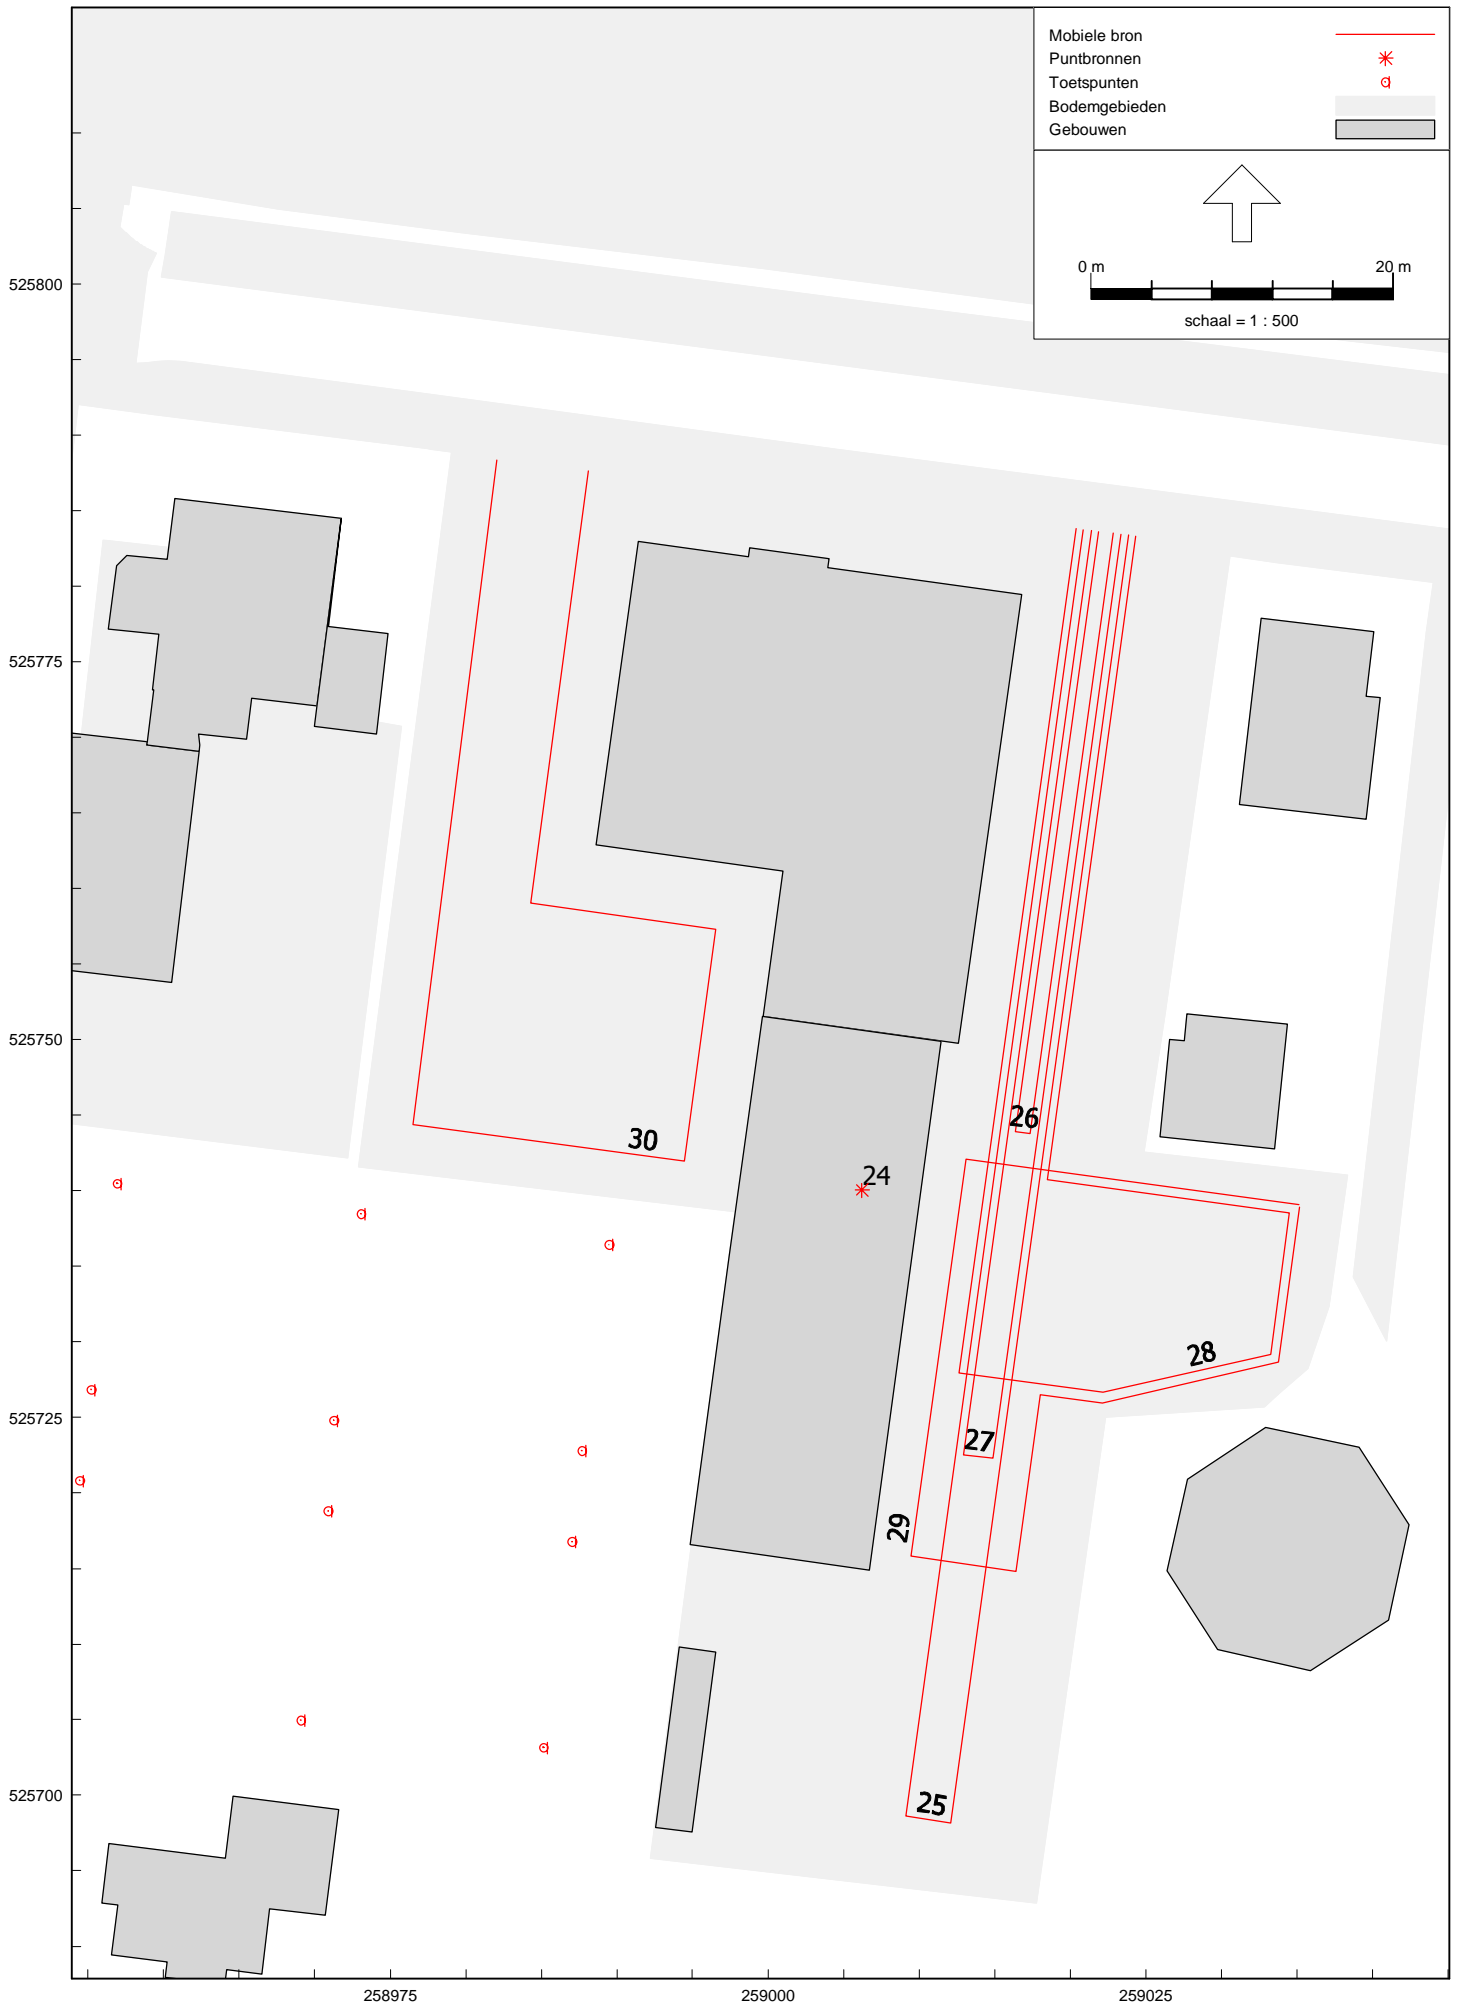 Mobiele bron
Puntbronnen
Toetspunten
Bodemgebieden
Gebouwen
0 m 20 m
schaal = 1 : 500
525800
525775
525750
525725
525700
26
30
24
28
27
29
25
258975 259000 259025